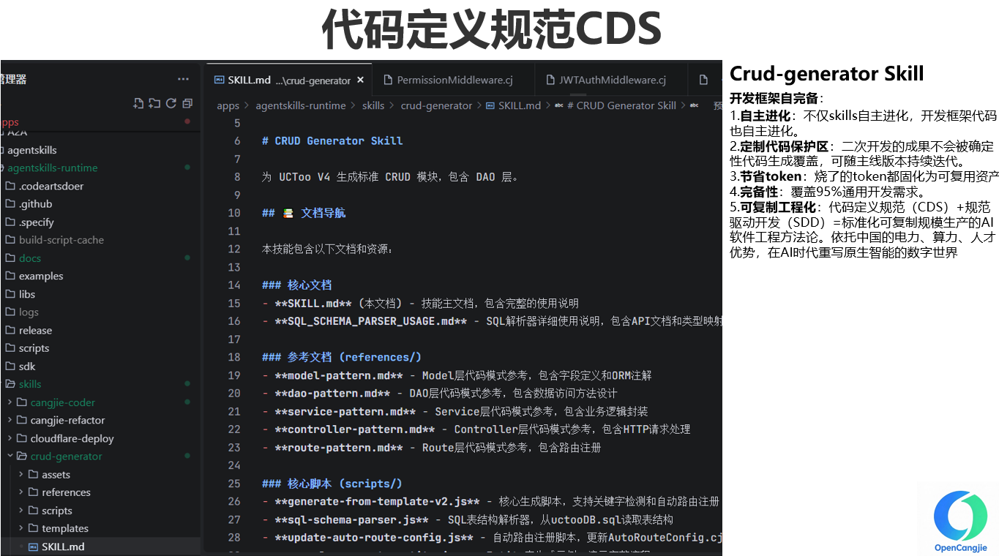 代码定义规范CDS
管理器
pps
A2A
agentskills
agentskills-runtime
.codeartsdoer
.github
.specify
build-script-cache
docs
examples
libs
logs
release
scripts
sdk
skills
cangjie-coder
cangjie-refactor
cloudflare-deploy
crud-generator
assets
references
scripts
templates
SKILL.md
SKILL.md ...\crud-generator
PermissionMiddleware.cj
JWTAuthMiddleware.cj
apps > agentskills-runtime > skills > crud-generator > SKILL.md > # CRUD Generator Skill > 预
5
6 # CRUD Generator Skill
7
8 为 UCToo V4 生成标准 CRUD 模块，包含 DAO 层。
9
10 ## 📚 文档导航
11
12 本技能包含以下文档和资源：
13
14 ### 核心文档
15 - **SKILL.md** (本文档) - 技能主文档，包含完整的使用说明
16 - **SQL_SCHEMA_PARSER_USAGE.md** - SQL解析器详细使用说明，包含API文档和类型映射
17
18 ### 参考文档 (references/)
19 - **model-pattern.md** - Model层代码模式参考，包含字段定义和ORM注解
20 - **dao-pattern.md** - DAO层代码模式参考，包含数据访问方法设计
21 - **service-pattern.md** - Service层代码模式参考，包含业务逻辑封装
22 - **controller-pattern.md** - Controller层代码模式参考，包含HTTP请求处理
23 - **route-pattern.md** - Route层代码模式参考，包含路由注册
24
25 ### 核心脚本 (scripts/)
26 - **generate-from-template-v2.js** - 核心生成脚本，支持关键字检测和自动路由注册
27 - **sql-schema-parser.js** - SQL表结构解析器，从uctooDB.sql读取表结构
28 - **update-auto-route-config.js** - 自动路由注册脚本，更新AutoRouteConfig.cj
Crud-generator Skill
开发框架自完备：
1.自主进化：不仅skills自主进化，开发框架代码
也自主进化。
2.定制代码保护区：二次开发的成果不会被确定
性代码生成覆盖，可随主线版本持续迭代。
3.节省token：烧了的token都固化为可复用资产
4.完备性：覆盖95%通用开发需求。
5.可复制工程化：代码定义规范（CDS）+规范
驱动开发（SDD）=标准化可复制规模生产的AI
软件工程方法论。依托中国的电力、算力、人才
优势，在AI时代重写原生智能的数字世界
OpenCangjie